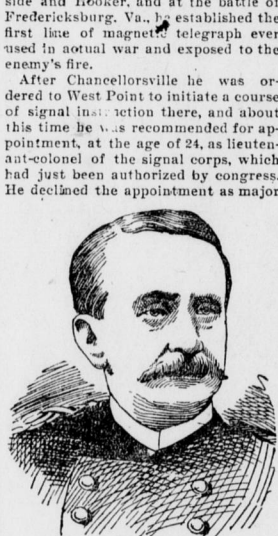 side and Hooker, and at the battle of
Fredericksburg. Va., he established the
first line of magnetic telegraph ever
used in aotual war and exposed to the
enemy's fire.
After Chancellorsville he was or-
dered to West Point to initiate a course
of signal instruction there, and about
this time he was recommended for ap-
pointment, at the age of 24, as lieuten-
ant-colonel of the signal corps, which
had just been authorized by congress.
He declined the appointment as major